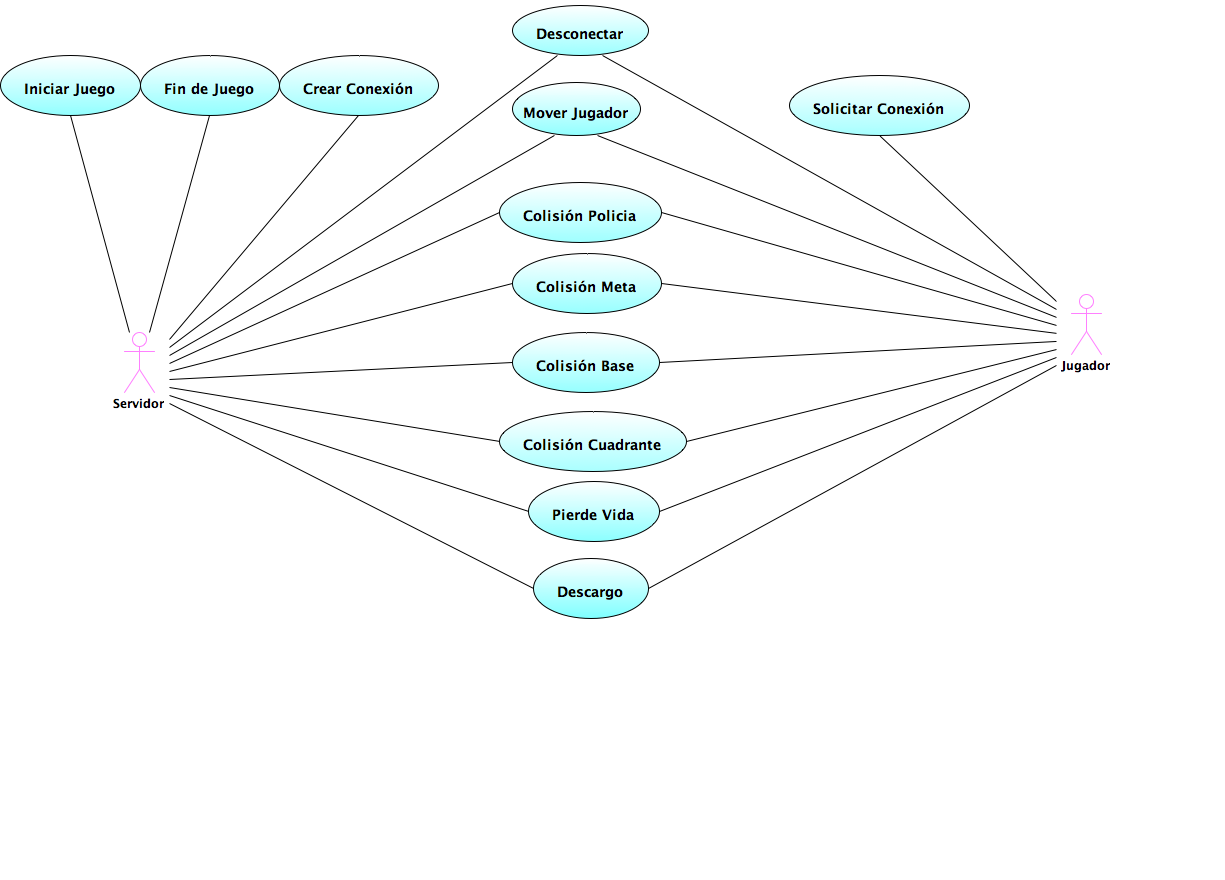 Desconectar
Iniciar Juego
Fin de Juego
Crear Conexión
Mover Jugador
Solicitar Conexión
Colisión Policia
Colisión Meta
Colisión Base
Jugador
Servidor
Colisión Cuadrante
Pierde Vida
Descargo